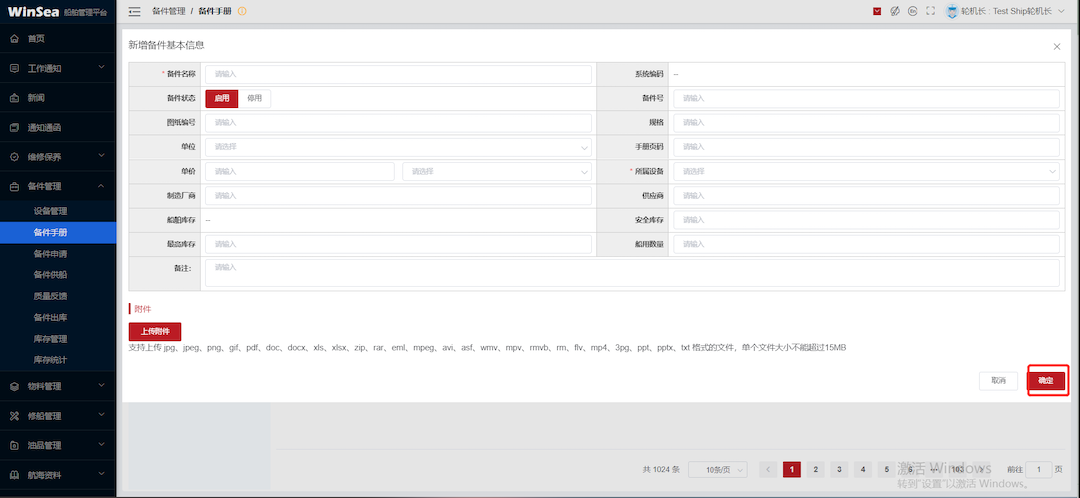 WinSea 船舶管理平台
备件管理 / 备件手册
轮机长 : Test Ship轮机长
首页
工作通知
新闻
通知通函
维修保养
备件管理
设备管理
备件手册
备件申请
备件供船
质量反馈
备件出库
库存管理
库存统计
物料管理
修船管理
油品管理
航海资料
新增备件基本信息
* 备件名称 请输入 系统编码 --
备件状态 启用 停用 备件号 请输入
图纸编号 请输入 规格 请输入
单位 请选择 手册页码 请输入
单价 请输入 请选择 * 所属设备 请选择
制造厂商 请输入 供应商 请输入
船舶库存 -- 安全库存 请输入
最高库存 请输入 船用数量 请输入
备注: 请输入
附件
上传附件
支持上传 jpg、jpeg、png、gif、pdf、doc、docx、xls、xlsx、zip、rar、eml、mpeg、avi、asf、wmv、mpv、rmvb、rm、flv、mp4、3pg、ppt、pptx、txt 格式的文件，单个文件大小不能超过15MB
取消 确定
共 1024 条 10条/页 1 2 3 4 5 6 ... 103 前往 1 页
激活 Windows
转到"设置"以激活 Windows。